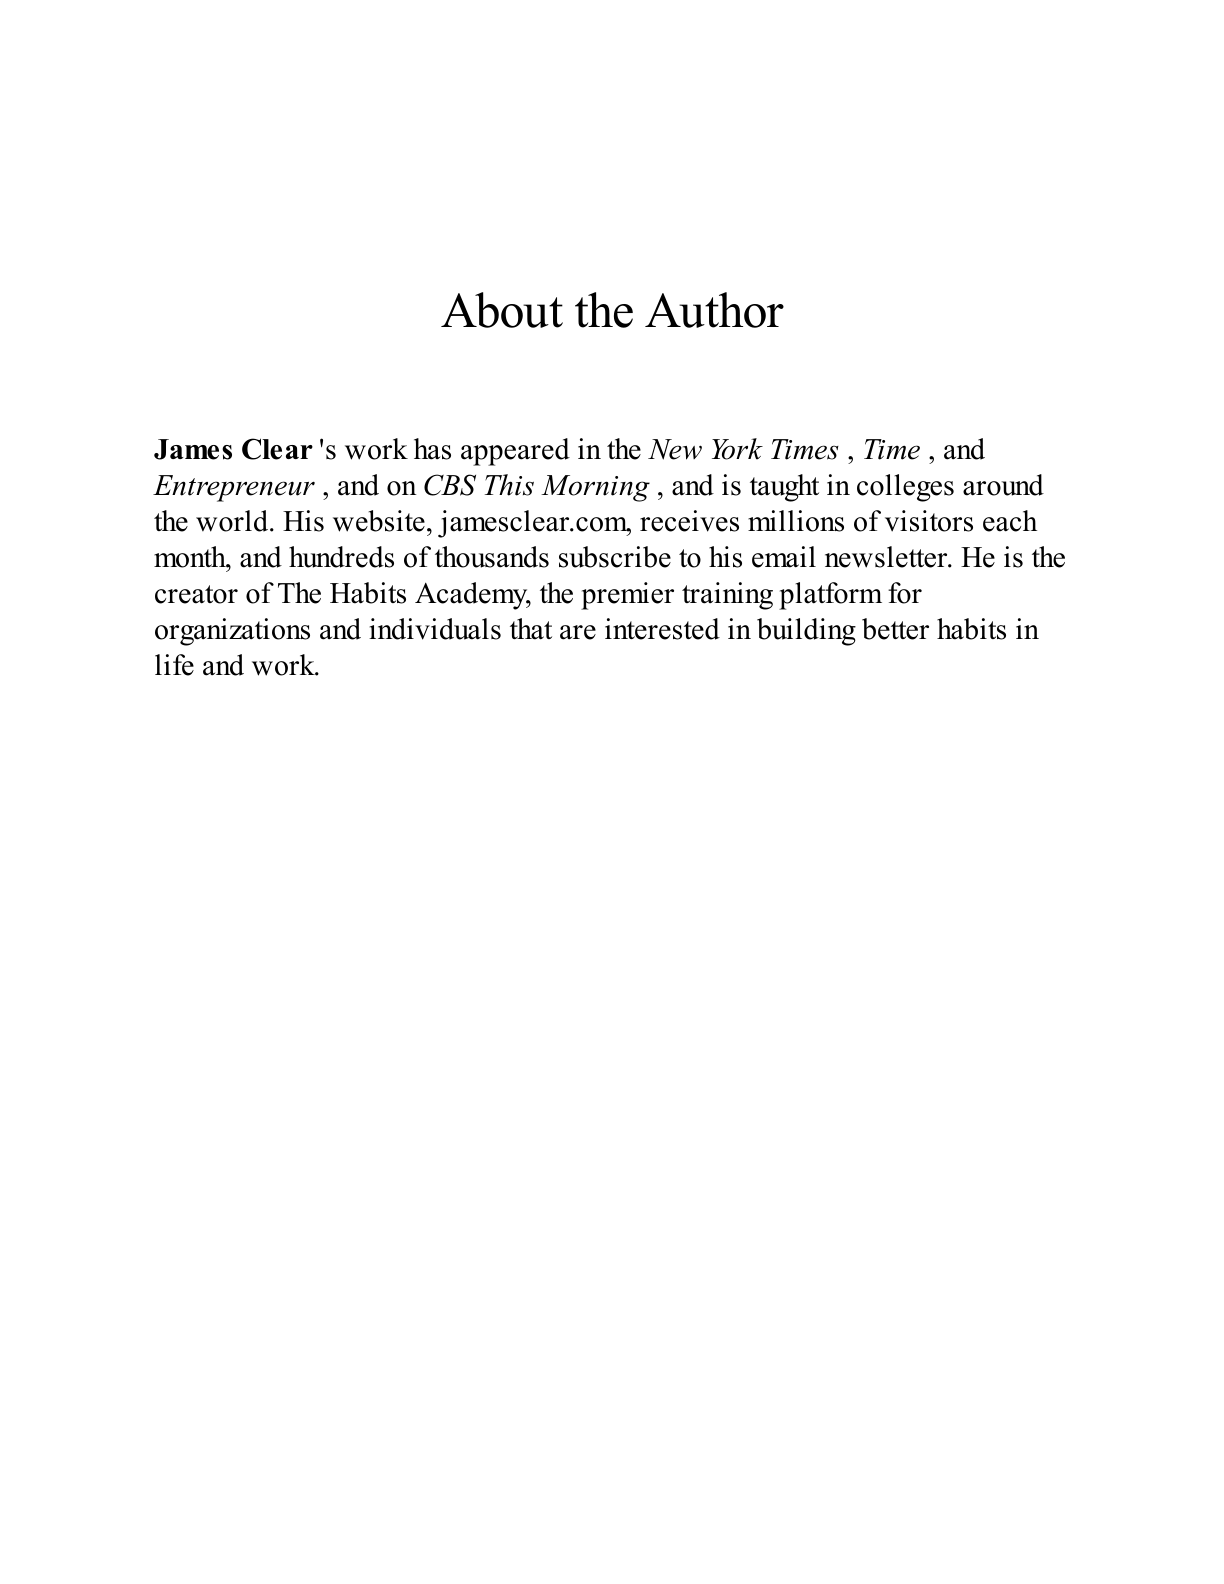 About the Author
James Clear 's work has appeared in the New York Times , Time , and
Entrepreneur , and on CBS This Morning , and is taught in colleges around
the world. His website, jamesclear.com, receives millions of visitors each
month, and hundreds of thousands subscribe to his email newsletter. He is the
creator of The Habits Academy, the premier training platform for
organizations and individuals that are interested in building better habits in
life and work.